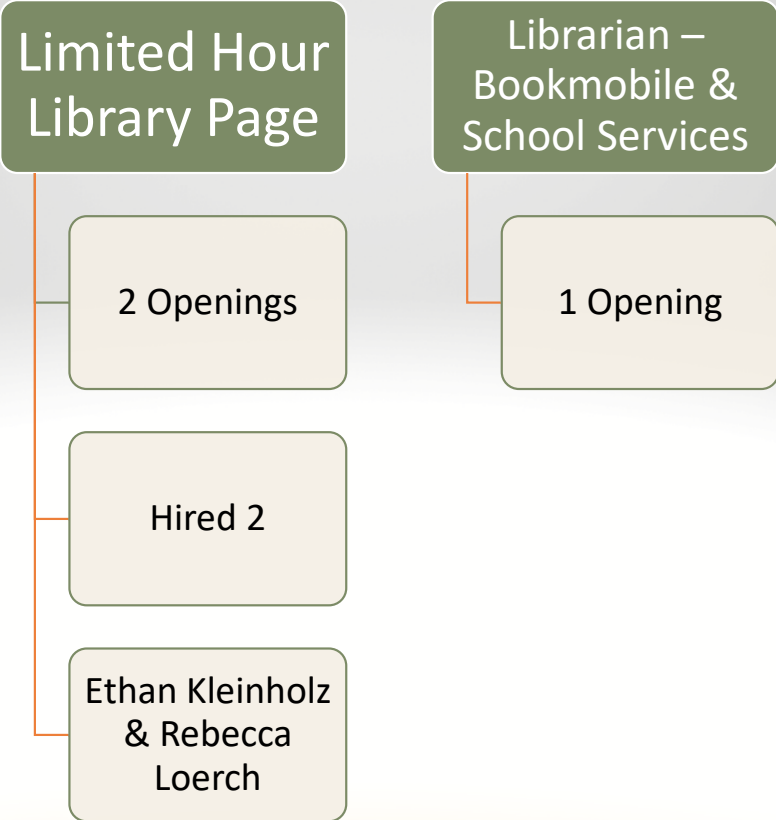 Limited Hour
Library Page
2 Openings
Hired 2
Ethan Kleinholz
& Rebecca
Loerch
Librarian –
Bookmobile &
School Services
1 Opening